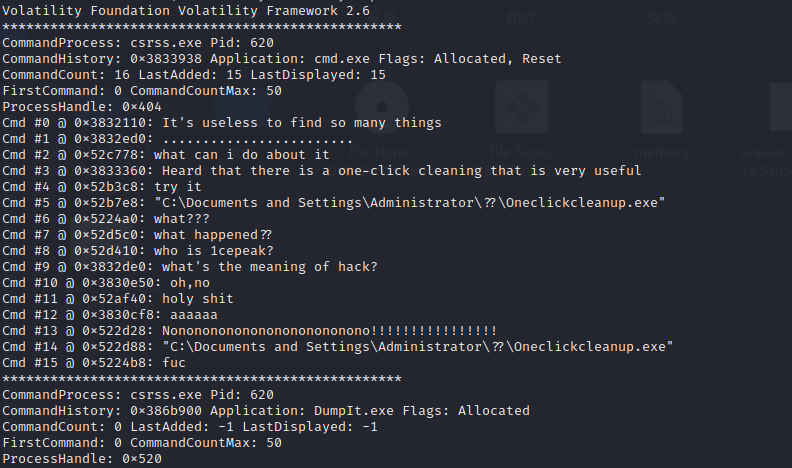 Volatility Foundation Volatility Framework 2.6
**************************************************
CommandProcess: csrss.exe Pid: 620
CommandHistory: 0×3833938 Application: cmd.exe Flags: Allocated, Reset
CommandCount: 16 LastAdded: 15 LastDisplayed: 15
FirstCommand: 0 CommandCountMax: 50
ProcessHandle: 0×404
Cmd #0 @ 0×3832110: It's useless to find so many things
Cmd #1 @ 0×3832ed0: ........................
Cmd #2 @ 0×52c778: what can i do about it
Cmd #3 @ 0×3833360: Heard that there is a one-click cleaning that is very useful
Cmd #4 @ 0×52b3c8: try it
Cmd #5 @ 0×52b7e8: "C:\Documents and Settings\Administrator\??\Oneclickcleanup.exe"
Cmd #6 @ 0×5224a0: what???
Cmd #7 @ 0×52d5c0: what happened??
Cmd #8 @ 0×52d410: who is 1cepeak?
Cmd #9 @ 0×3832de0: what's the meaning of hack?
Cmd #10 @ 0×3830e50: oh,no
Cmd #11 @ 0×52af40: holy shit
Cmd #12 @ 0×3830cf8: aaaaaa
Cmd #13 @ 0×522d28: Nonononononononononononono!!!!!!!!!!!!!!!!
Cmd #14 @ 0×522d88: "C:\Documents and Settings\Administrator\??\Oneclickcleanup.exe"
Cmd #15 @ 0×5224b8: fuc
**************************************************
CommandProcess: csrss.exe Pid: 620
CommandHistory: 0×386b900 Application: DumpIt.exe Flags: Allocated
CommandCount: 0 LastAdded: -1 LastDisplayed: -1
FirstCommand: 0 CommandCountMax: 50
ProcessHandle: 0×520
图片
文档
file.None
file.None
memory